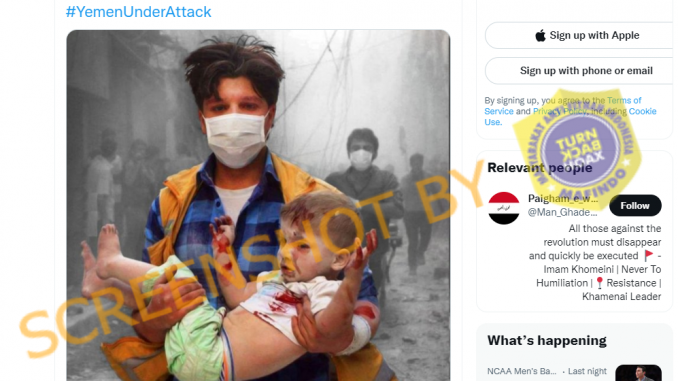 #YemenUnderAttack
SCREENSHOT BY
Sign up with Apple
Sign up with phone or email
By signing up, you agree to the Terms of
Service and Privacy Policy, including Cookie
Use.
TURN
BACK
HOAX
MASYARAKAT ANTI FITNAH INDONESIA
MAFINDO
Relevant people
Paigham_e_w...
@Man_Ghade...
Follow
All those against the
revolution must disappear
and quickly be executed 🚩 -
Imam Khomeini | Never To
Humiliation |📍Resistance |
Khamenai Leader
What’s happening
NCAA Men's Ba... · Last night